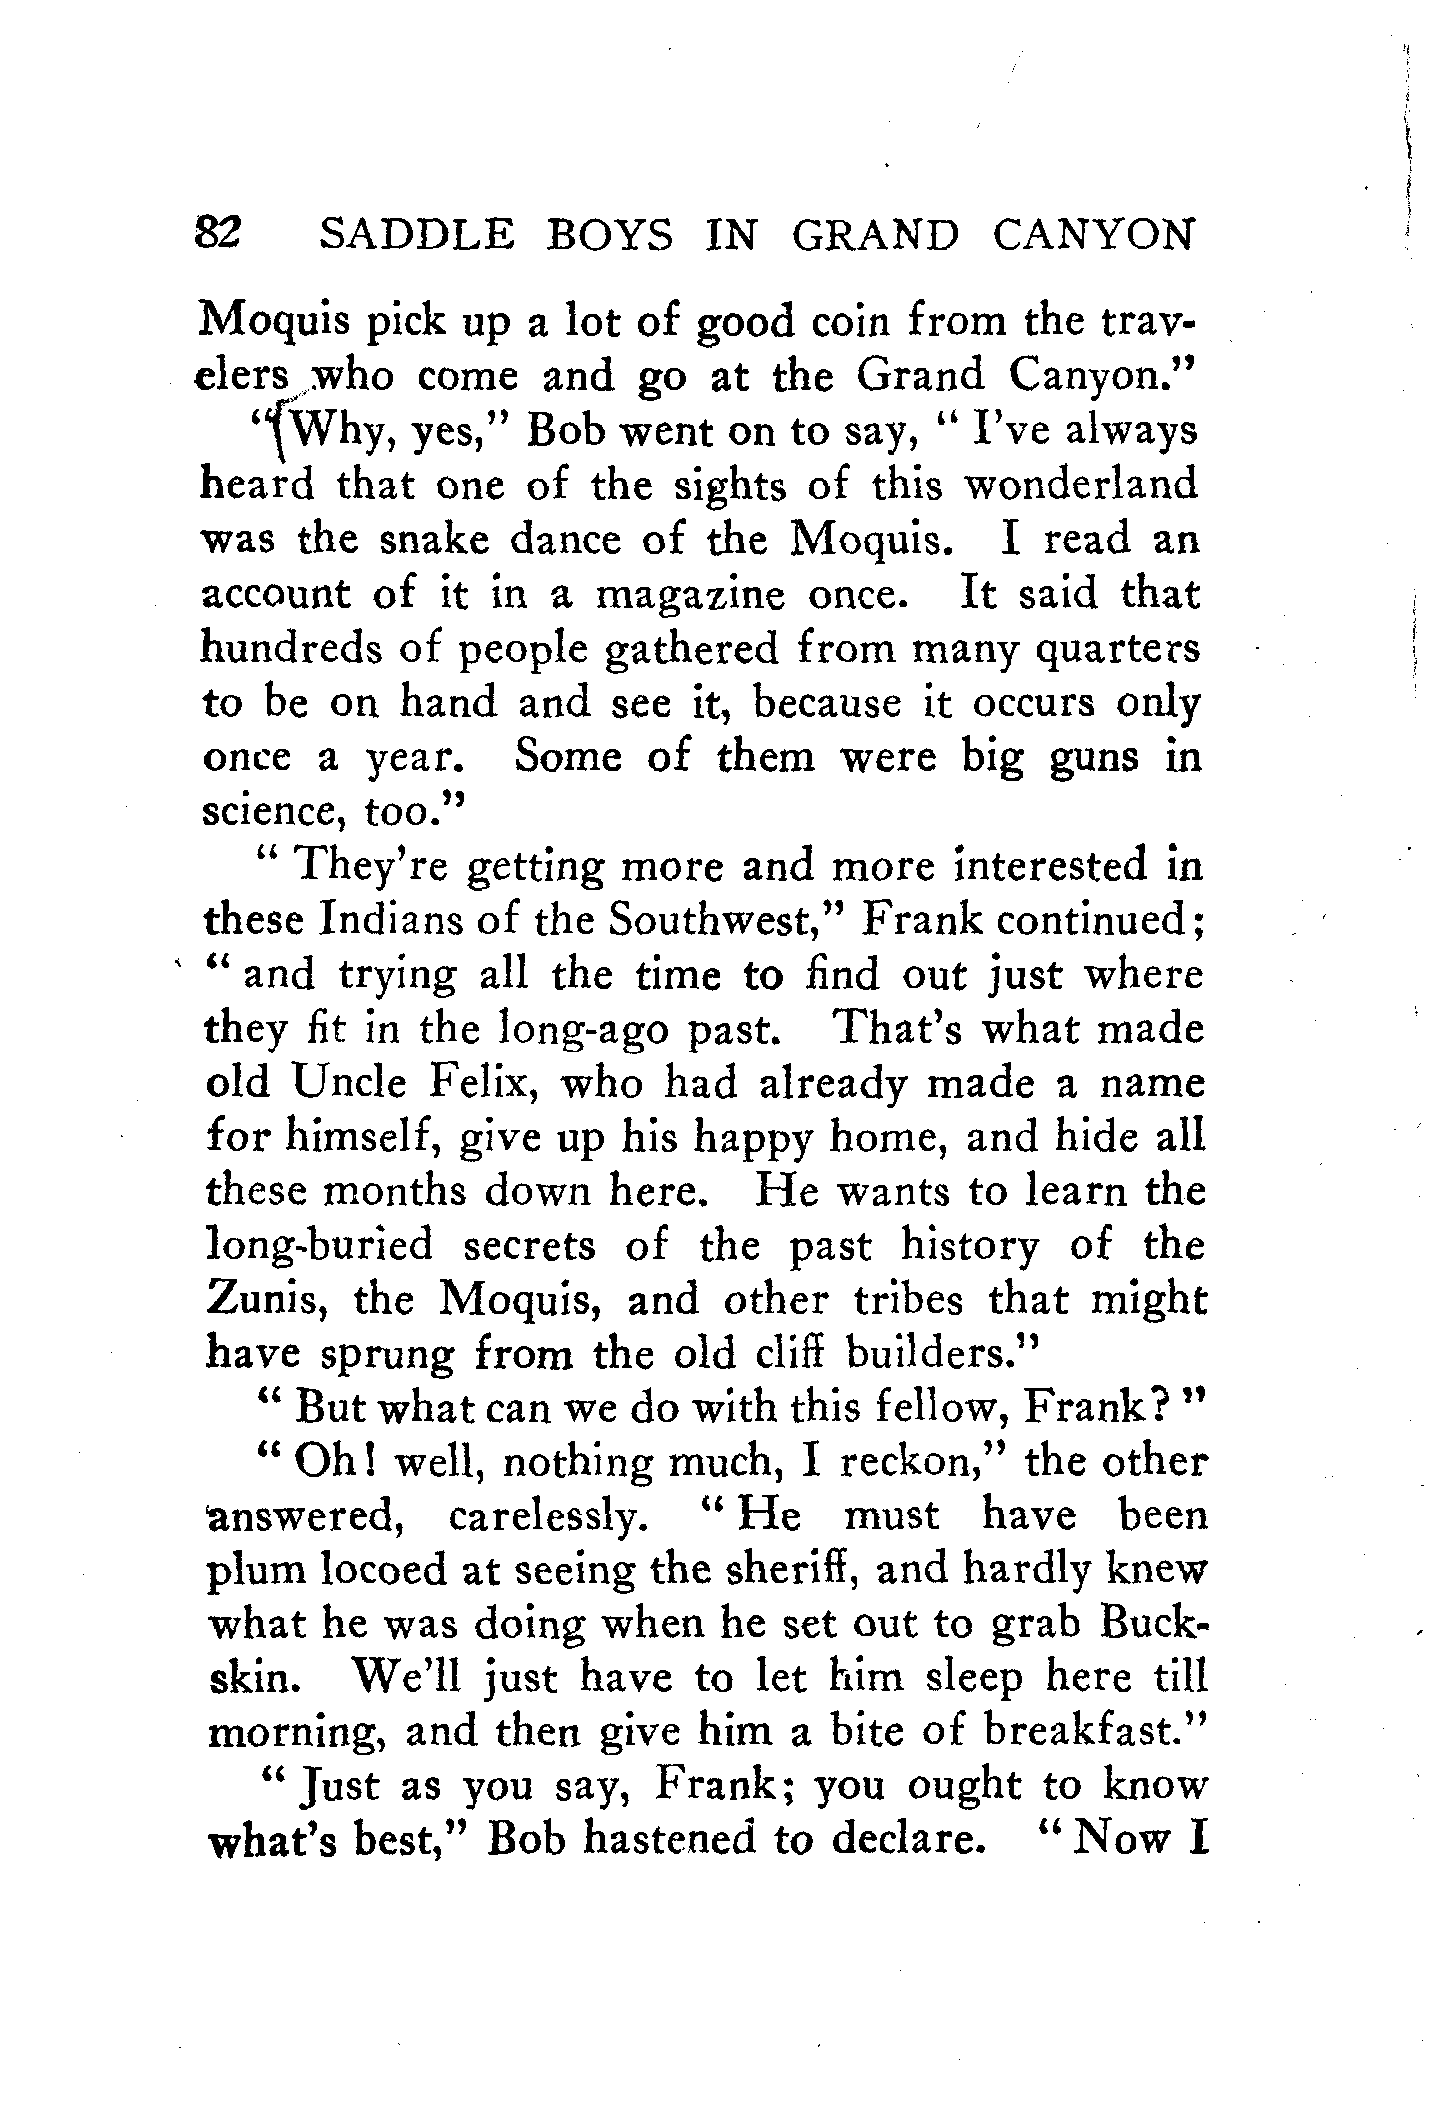 82 SADDLE BOYS IN GRAND CANYON
Moquis pick up a lot of good coin from the trav-
elers who come and go at the Grand Canyon."
"Why, yes," Bob went on to say, " I've always
heard that one of the sights of this wonderland
was the snake dance of the Moquis. I read an
account of it in a magazine once. It said that
hundreds of people gathered from many quarters
to be on hand and see it, because it occurs only
once a year. Some of them were big guns in
science, too."
" They're getting more and more interested in
these Indians of the Southwest," Frank continued;
" and trying all the time to find out just where
they fit in the long-ago past. That's what made
old Uncle Felix, who had already made a name
for himself, give up his happy home, and hide all
these months down here. He wants to learn the
long-buried secrets of the past history of the
Zunis, the Moquis, and other tribes that might
have sprung from the old cliff builders."
" But what can we do with this fellow, Frank? "
" Oh! well, nothing much, I reckon," the other
answered, carelessly. " He must have been
plum locoed at seeing the sheriff, and hardly knew
what he was doing when he set out to grab Buck-
skin. We'll just have to let him sleep here till
morning, and then give him a bite of breakfast."
" Just as you say, Frank; you ought to know
what's best," Bob hastened to declare. " Now I